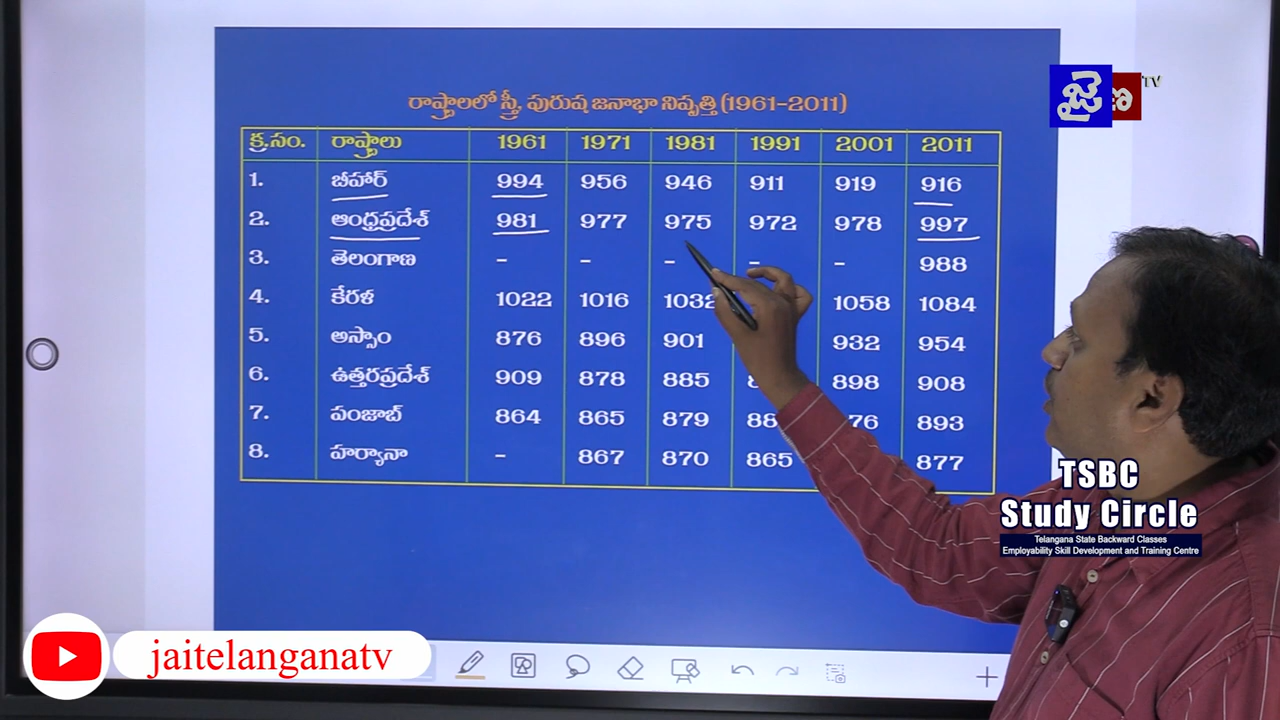 రాష్ట్రాలలో స్త్రీ, పురుష జనాభా నిష్పత్తి (1961-2011)
క్ర.సం. రాష్ట్రాలు 1961 1971 1981 1991 2001 2011
1. బీహార్ 994 956 946 911 919 916
2. ఆంధ్రప్రదేశ్ 981 977 975 972 978 997
3. తెలంగాణ - - - - - 988
4. కేరళ 1022 1016 1032 1058 1084
5. అస్సాం 876 896 901 932 954
6. ఉత్తరప్రదేశ్ 909 878 885 898 908
7. పంజాబ్ 864 865 879 893
8. హర్యానా - 867 870 865 877
జై TV
TSBC
Study Circle
Telangana State Backward Classes
Employability Skill Development and Training Centre
jaitelanganatv